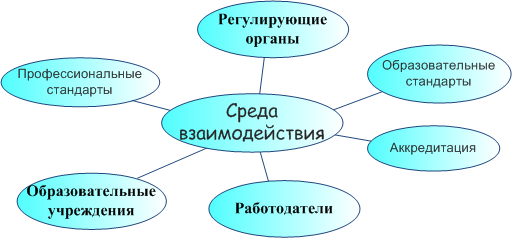 Регулирующие
органы
Профессиональные
стандарты
Образовательные
стандарты
Среда
взаимодействия
Аккредитация
Образовательные
учреждения
Работодатели